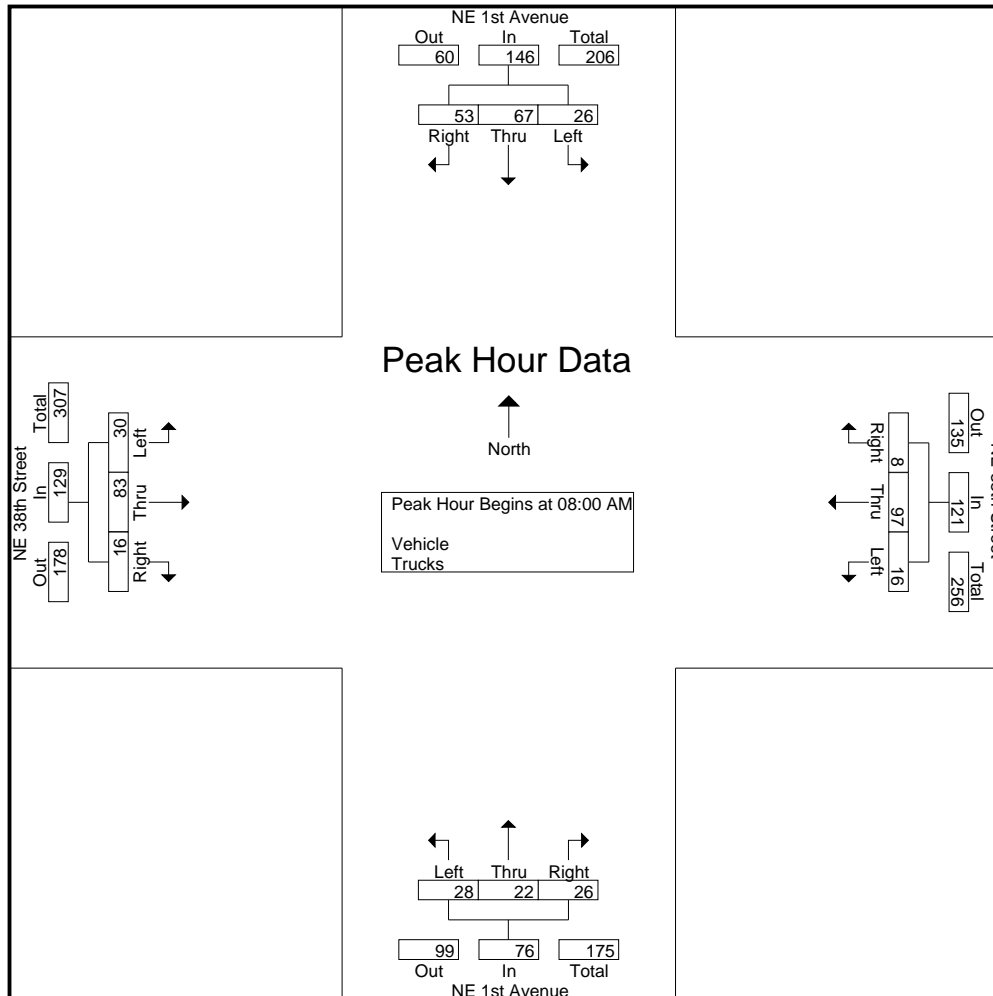 NE 1st Avenue
Out In Total
60 146 206
53 67 26
Right Thru Left
Peak Hour Data
North
Peak Hour Begins at 08:00 AM
Vehicle
Trucks
NE 38th Street
Total In Out
307 129 178
30 83 16
Left Thru Right
Right Thru Left
8 97 16
135 121 256
Out In Total
Left Thru Right
28 22 26
99 76 175
Out In Total
NE 1st Avenue